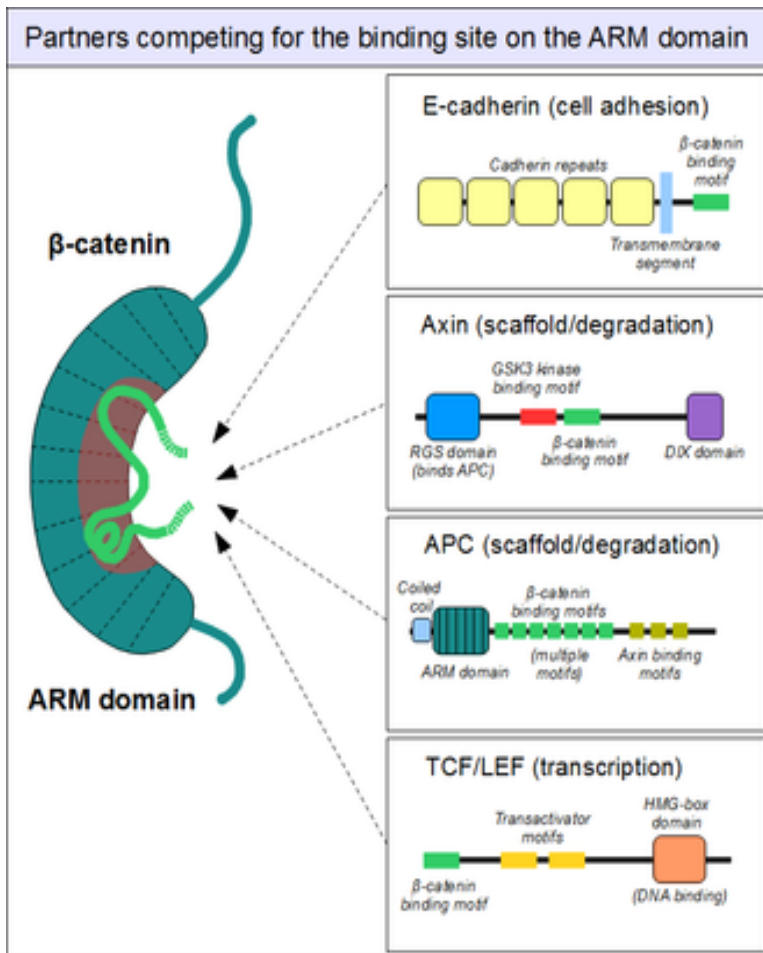 Partners competing for the binding site on the ARM domain
β-catenin
ARM domain
E-cadherin (cell adhesion)
Cadherin repeats
β-catenin
binding
motif
Transmembrane
segment
Axin (scaffold/degradation)
GSK3 kinase
binding motif
RGS domain
(binds APC)
β-catenin
binding motif
DIX domain
APC (scaffold/degradation)
Coiled
coil
β-catenin
binding motifs
ARM domain
(multiple
motifs)
Axin binding
motifs
TCF/LEF (transcription)
Transactivator
motifs
HMG-box
domain
β-catenin
binding motif
(DNA binding)